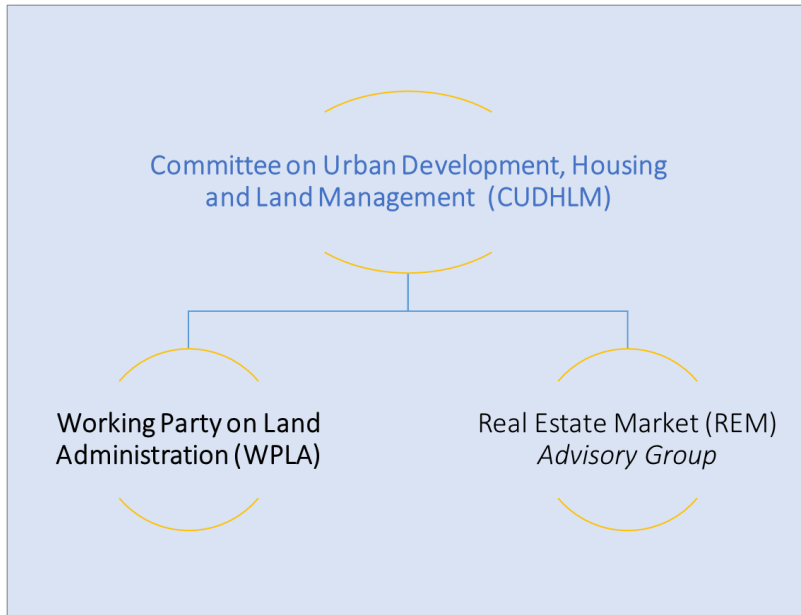 Committee on Urban Development, Housing
and Land Management (CUDHLM)
Working Party on Land
Administration (WPLA)
Real Estate Market (REM)
Advisory Group